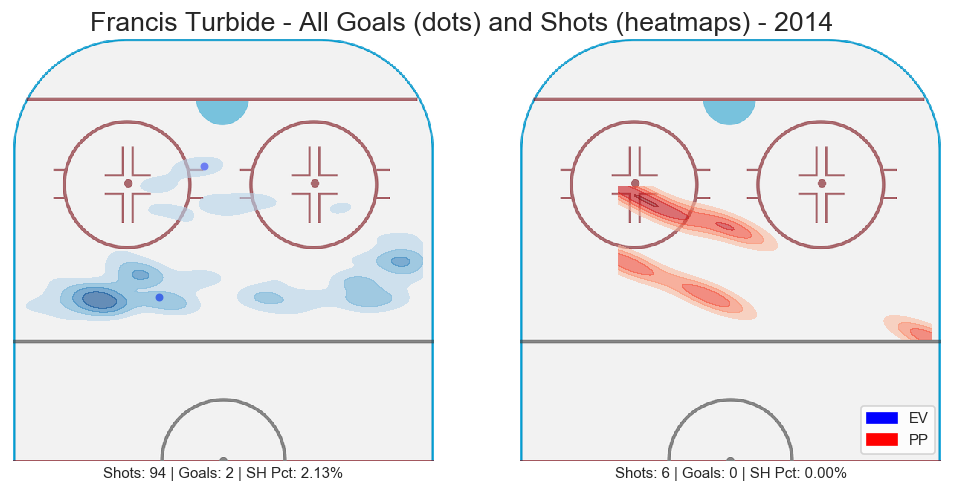 Francis Turbide - All Goals (dots) and Shots (heatmaps) - 2014
EV
PP
Shots: 94 | Goals: 2 | SH Pct: 2.13%
Shots: 6 | Goals: 0 | SH Pct: 0.00%